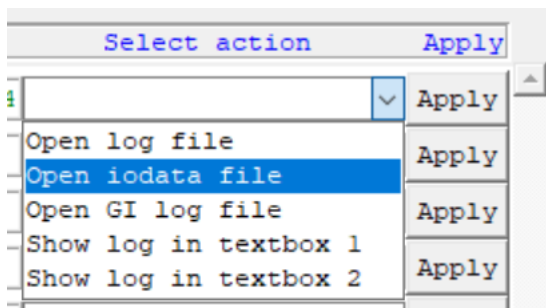 Select action Apply
4 Apply
Open log file
Apply
Open iodata file
Open GI log file Apply
Show log in textbox 1
Show log in textbox 2 Apply